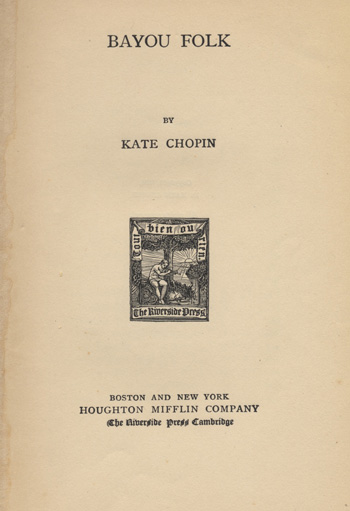 BAYOU FOLK
BY
KATE CHOPIN
Tout bien ou rien
The Riverside Press
BOSTON AND NEW YORK
HOUGHTON MIFFLIN COMPANY
The Riverside Press Cambridge